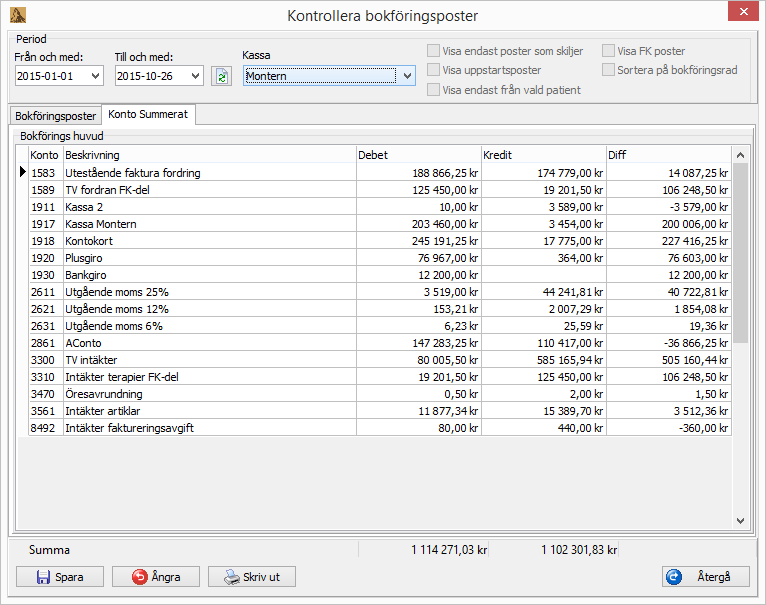 Kontrollera bokföringsposter
Period
Från och med: Till och med: Kassa
2015-01-01 2015-10-26 Montern
Visa endast poster som skiljer Visa FK poster
Visa uppstartsposter Sortera på bokföringsrad
Visa endast från vald patient
Bokföringsposter Konto Summerat
Bokförings huvud
Konto Beskrivning Debet Kredit Diff
1583 Utestående faktura fordring 188 866,25 kr 174 779,00 kr 14 087,25 kr
1589 TV fordran FK-del 125 450,00 kr 19 201,50 kr 106 248,50 kr
1911 Kassa 2 10,00 kr 3 589,00 kr -3 579,00 kr
1917 Kassa Montern 203 460,00 kr 3 454,00 kr 200 006,00 kr
1918 Kontokort 245 191,25 kr 17 775,00 kr 227 416,25 kr
1920 Plusgiro 76 967,00 kr 364,00 kr 76 603,00 kr
1930 Bankgiro 12 200,00 kr 12 200,00 kr
2611 Utgående moms 25% 3 519,00 kr 44 241,81 kr 40 722,81 kr
2621 Utgående moms 12% 153,21 kr 2 007,29 kr 1 854,08 kr
2631 Utgående moms 6% 6,23 kr 25,59 kr 19,36 kr
2861 AConto 147 283,25 kr 110 417,00 kr -36 866,25 kr
3300 TV intäkter 80 005,50 kr 585 165,94 kr 505 160,44 kr
3310 Intäkter terapier FK-del 19 201,50 kr 125 450,00 kr 106 248,50 kr
3470 Öresavrundning 0,50 kr 2,00 kr 1,50 kr
3561 Intäkter artiklar 11 877,34 kr 15 389,70 kr 3 512,36 kr
8492 Intäkter faktureringsavgift 80,00 kr 440,00 kr -360,00 kr
Summa 1 114 271,03 kr 1 102 301,83 kr
Spara Ångra Skriv ut Återgå